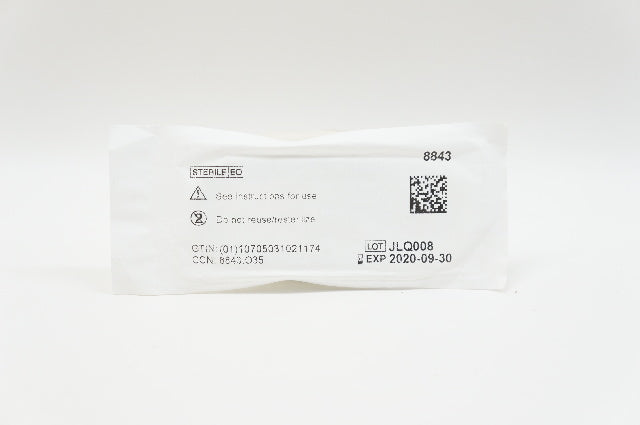 8843
STERILE EO
See instructions for use
Do not reuse/resterilize
GTIN: (01)10705031021174
CCN: 8843.O35
LOT JLQ008
EXP 2020-09-30